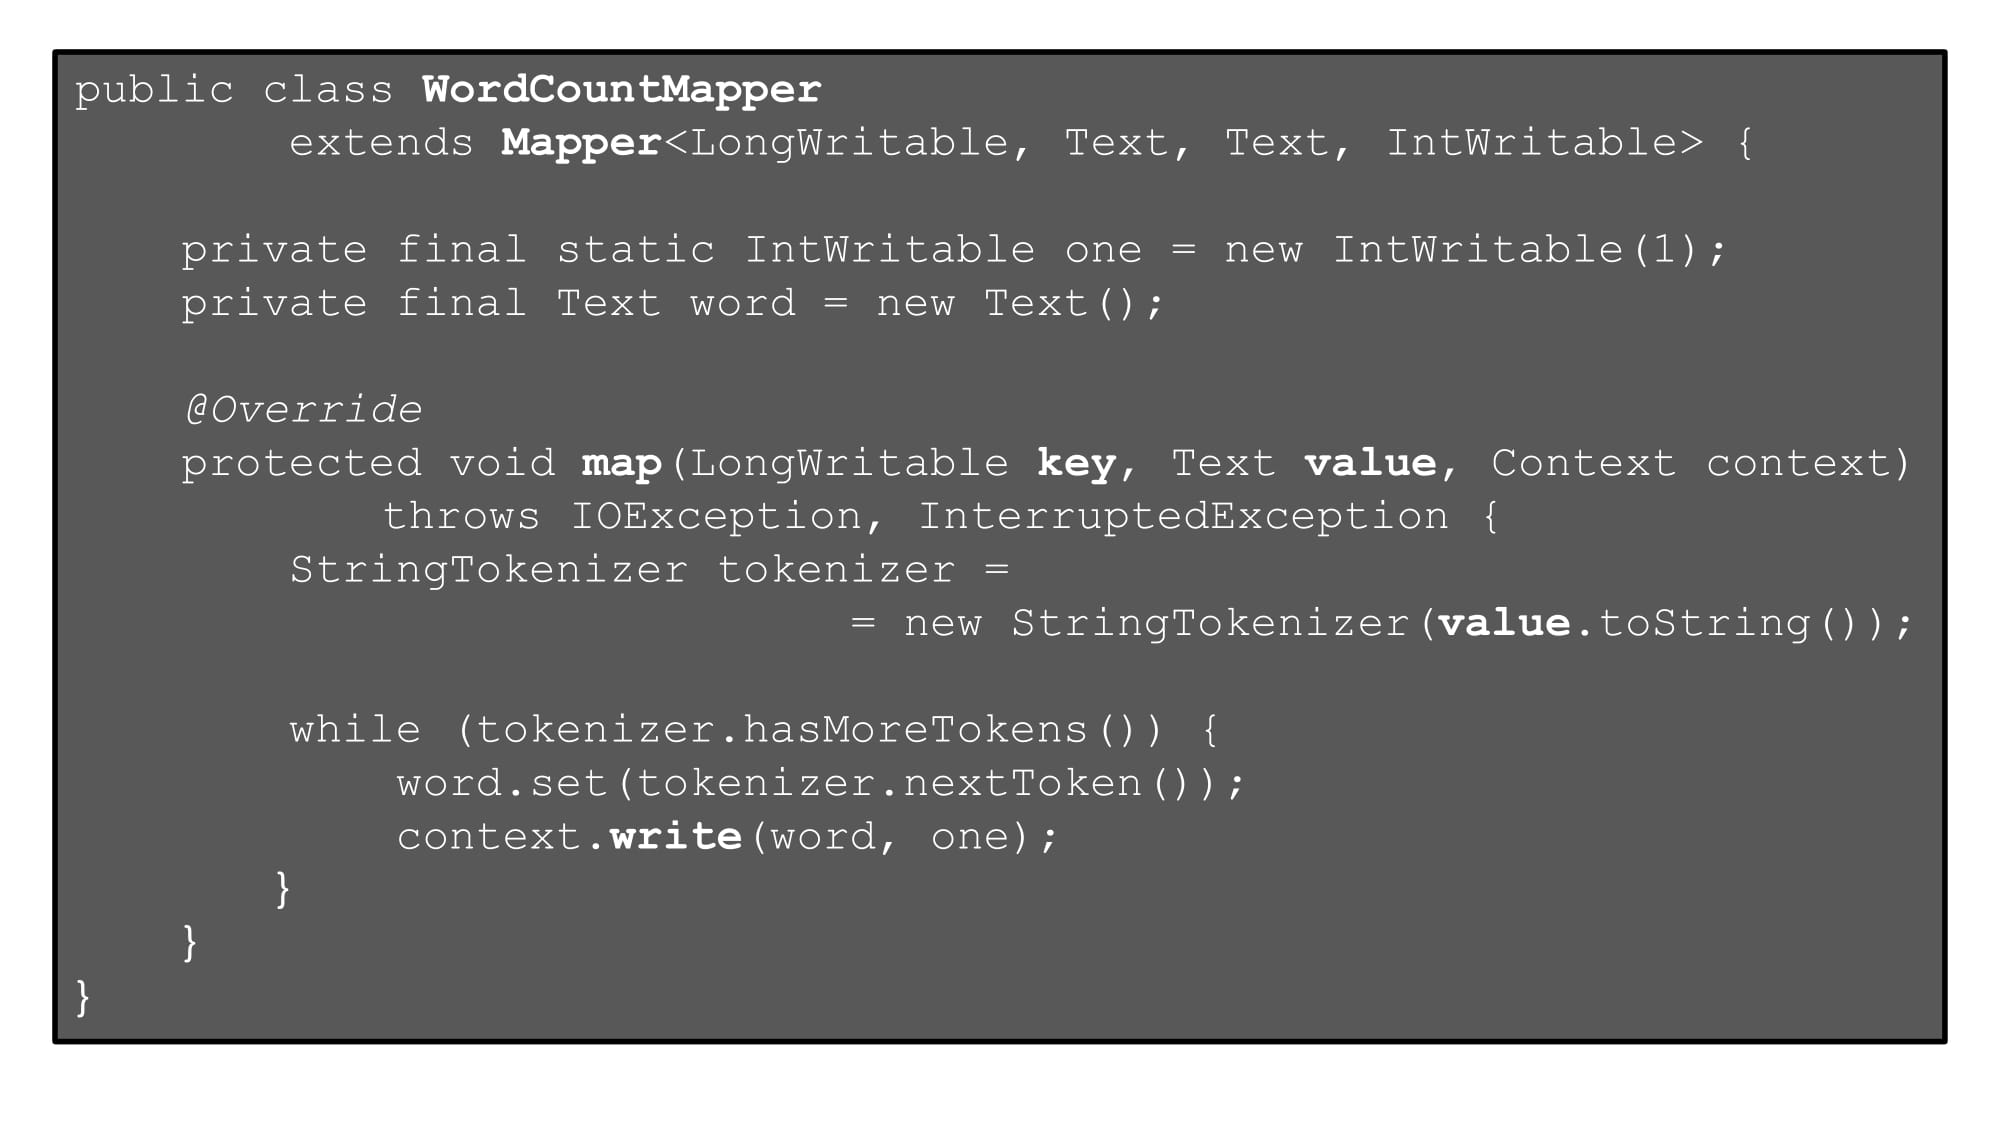 public class WordCountMapper
extends Mapper<LongWritable, Text, Text, IntWritable> {
private final static IntWritable one = new IntWritable(1);
private final Text word = new Text();
@Override
protected void map(LongWritable key, Text value, Context context)
throws IOException, InterruptedException {
StringTokenizer tokenizer =
= new StringTokenizer(value.toString());
while (tokenizer.hasMoreTokens()) {
word.set(tokenizer.nextToken());
context.write(word, one);
}
}
}